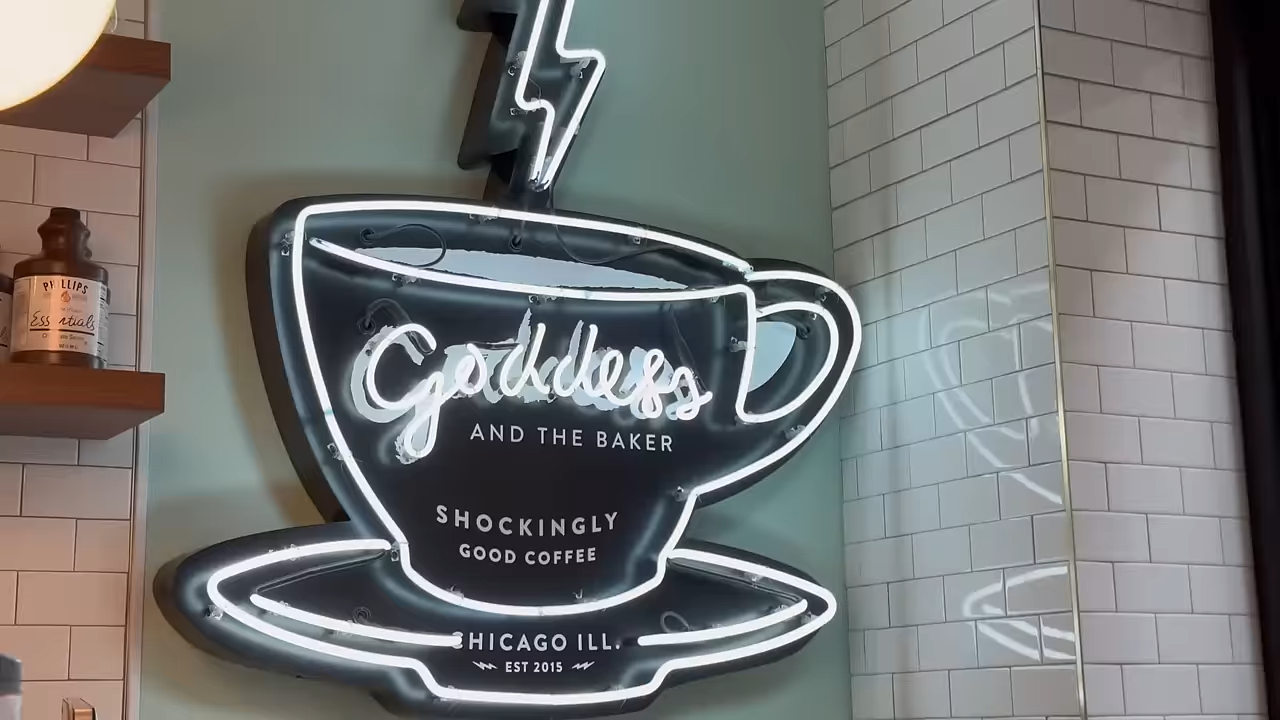 PHILLIPS
Essentials
Goddess
AND THE BAKER
SHOCKINGLY
GOOD COFFEE
CHICAGO ILL.
EST 2015